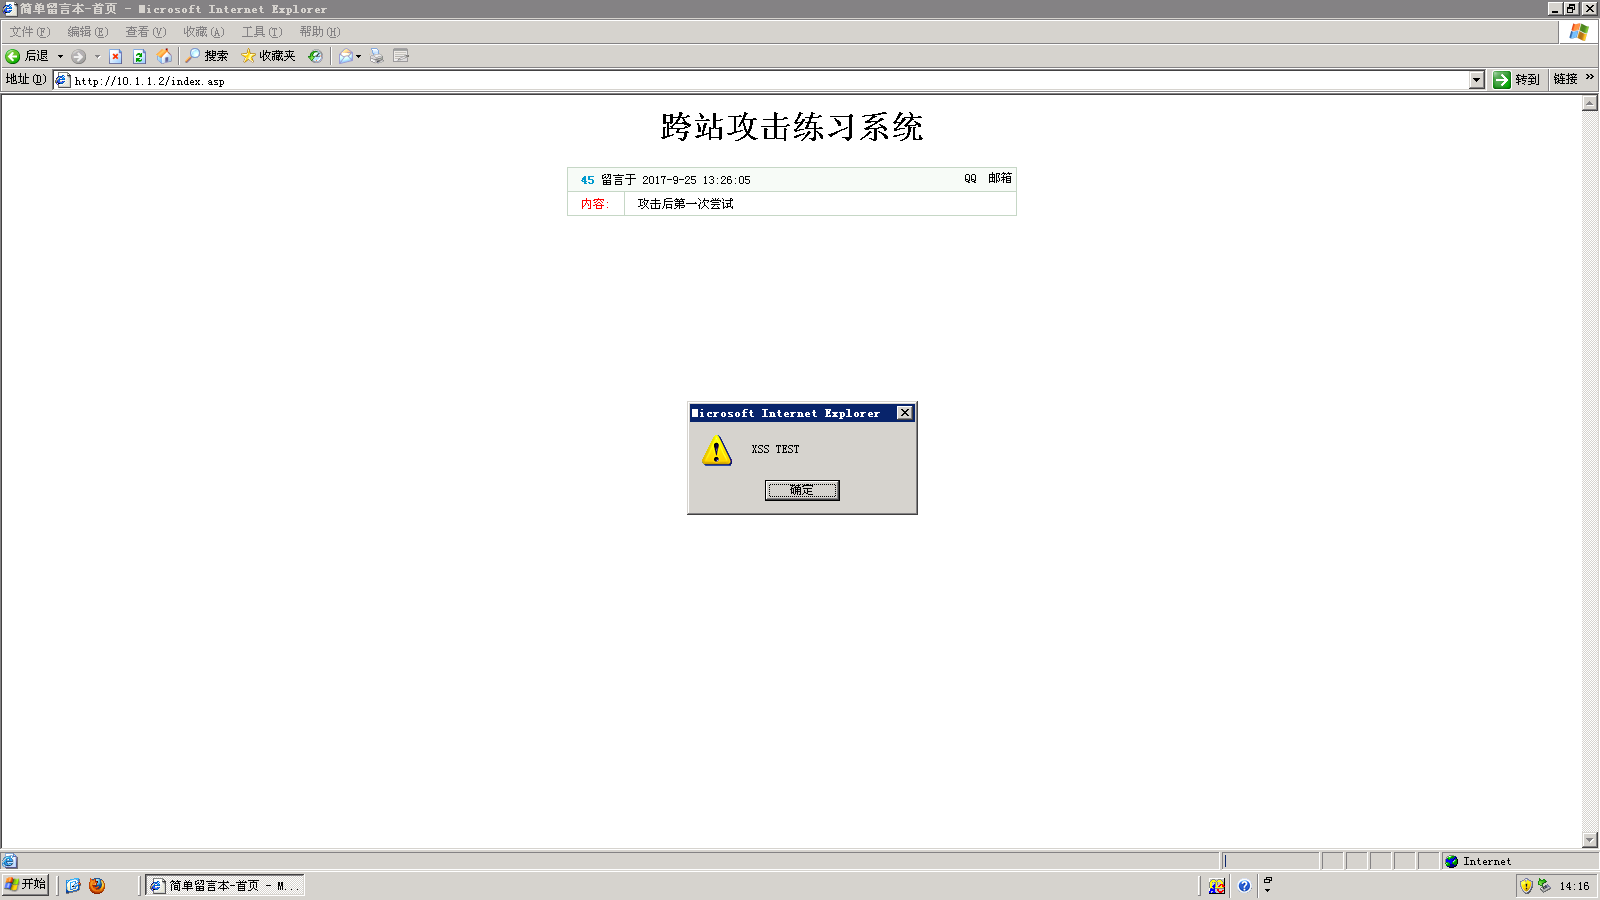 简单留言本-首页 - Microsoft Internet Explorer
文件(F) 编辑(E) 查看(V) 收藏(A) 工具(T) 帮助(H)
后退 搜索 收藏夹
地址(D) http://10.1.1.2/index.asp 转到 链接 »
跨站攻击练习系统
45 留言于 2017-9-25 13:26:05 QQ 邮箱
内容: 攻击后第一次尝试
Microsoft Internet Explorer
XSS TEST
确定
Internet
开始 简单留言本-首页 - M... 14:16